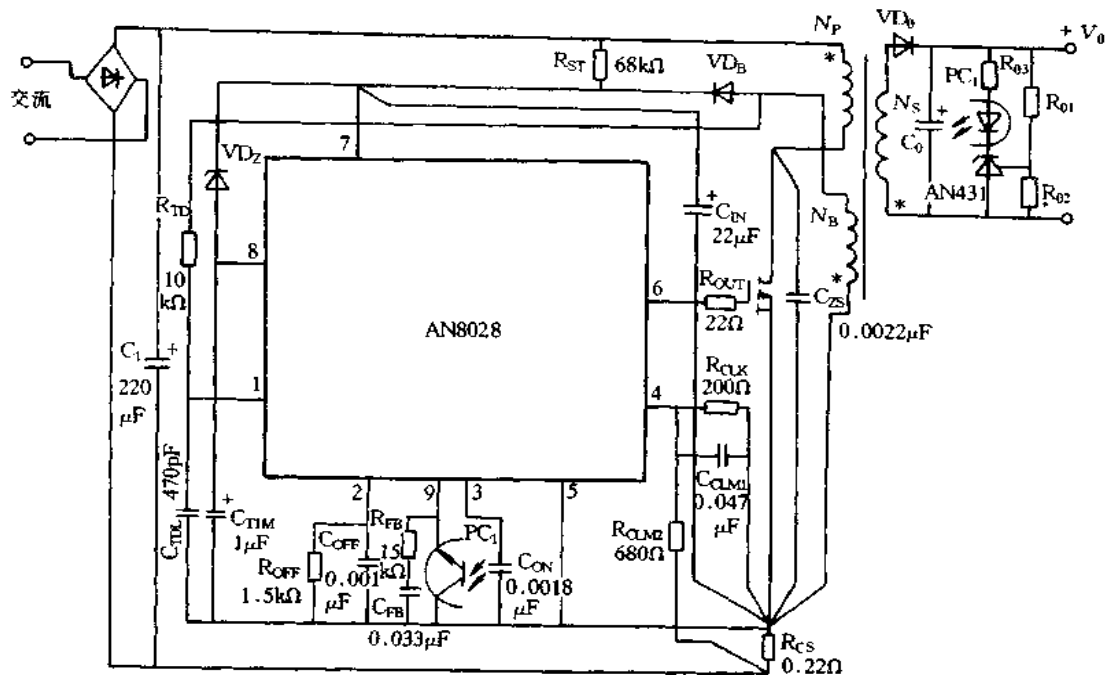 N_P
VD_0
+ V_0
R_ST
68kΩ
VD_B
*
PC_1
R_03
R_01
交流
N_S
+
C_0
7
VD_Z
AN431
R_02
*
R_TD
10
kΩ
8
+
C_IN
22μF
N_B
*
6
R_OUT
22Ω
C_ZS
0.0022μF
AN8028
C_1
+
220
μF
1
4
R_CLK
200Ω
470pF
C_TDL
+
C_TIM
1μF
2
9
3
5
C_CLM1
0.047
μF
R_CLM2
680Ω
R_FB
15
kΩ
PC_1
C_OFF
0.001
μF
R_OFF
1.5kΩ
C_FB
0.033μF
C_ON
0.0018
μF
R_CS
0.22Ω